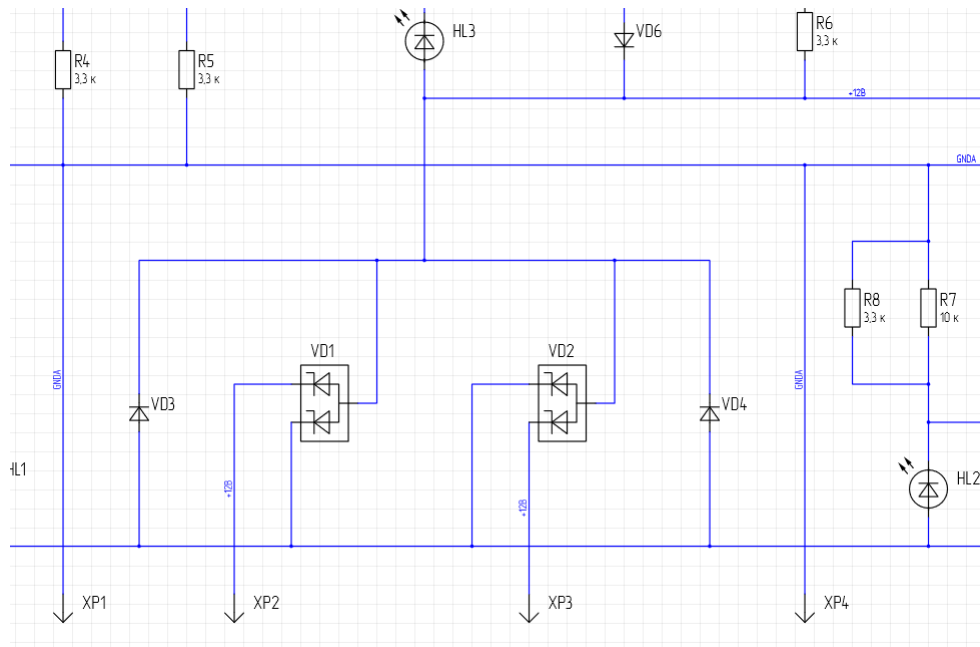 R4
3,3 к
R5
3,3 к
HL3
VD6
R6
3,3 к
+12В
GNDA
R8
3,3 к
R7
10 к
VD1
VD2
GNDA
GNDA
VD3
VD4
HL1
HL2
+12В
+12В
XP1
XP2
XP3
XP4